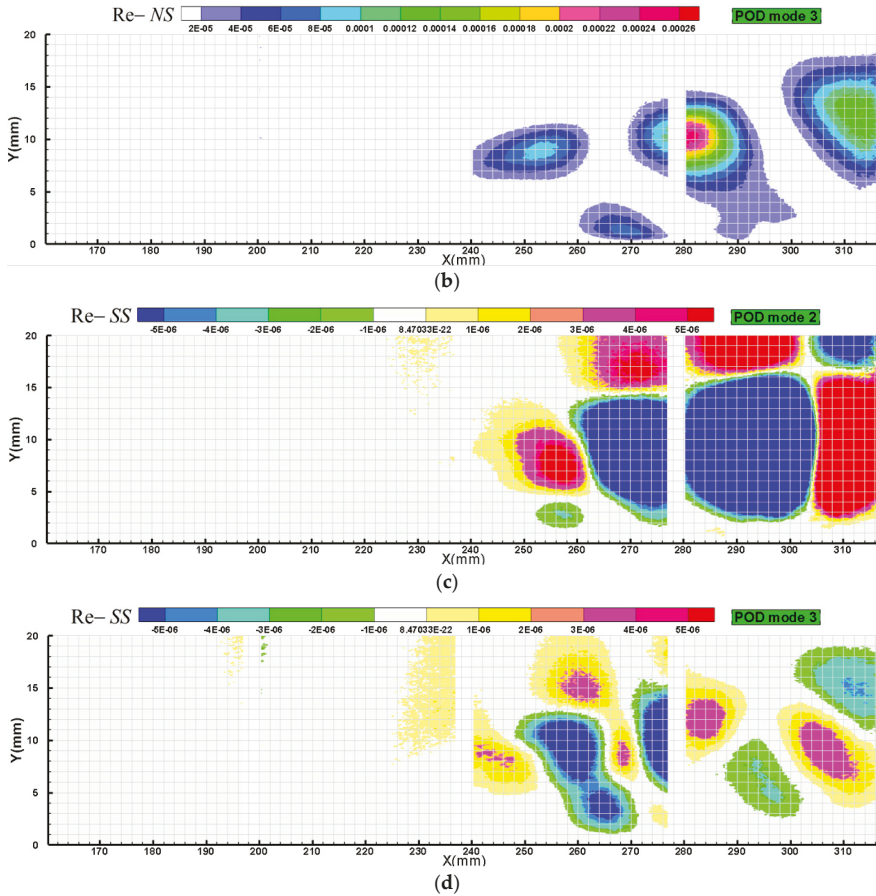 Re– NS POD mode 3
2E-05 4E-05 6E-05 8E-05 0.0001 0.00012 0.00014 0.00016 0.00018 0.0002 0.00022 0.00024 0.00026
20
15
10
5
0
Y(mm)
170 180 190 200 210 220 230 240 250 260 270 280 290 300 310
X(mm)
(b)
Re– SS POD mode 2
-5E-06 -4E-06 -3E-06 -2E-06 -1E-06 8.47033E-22 1E-06 2E-06 3E-06 4E-06 5E-06
20
15
10
5
0
Y(mm)
170 180 190 200 210 220 230 240 250 260 270 280 290 300 310
X(mm)
(c)
Re– SS POD mode 3
-5E-06 -4E-06 -3E-06 -2E-06 -1E-06 8.47033E-22 1E-06 2E-06 3E-06 4E-06 5E-06
20
15
10
5
0
Y(mm)
170 180 190 200 210 220 230 240 250 260 270 280 290 300 310
X(mm)
(d)